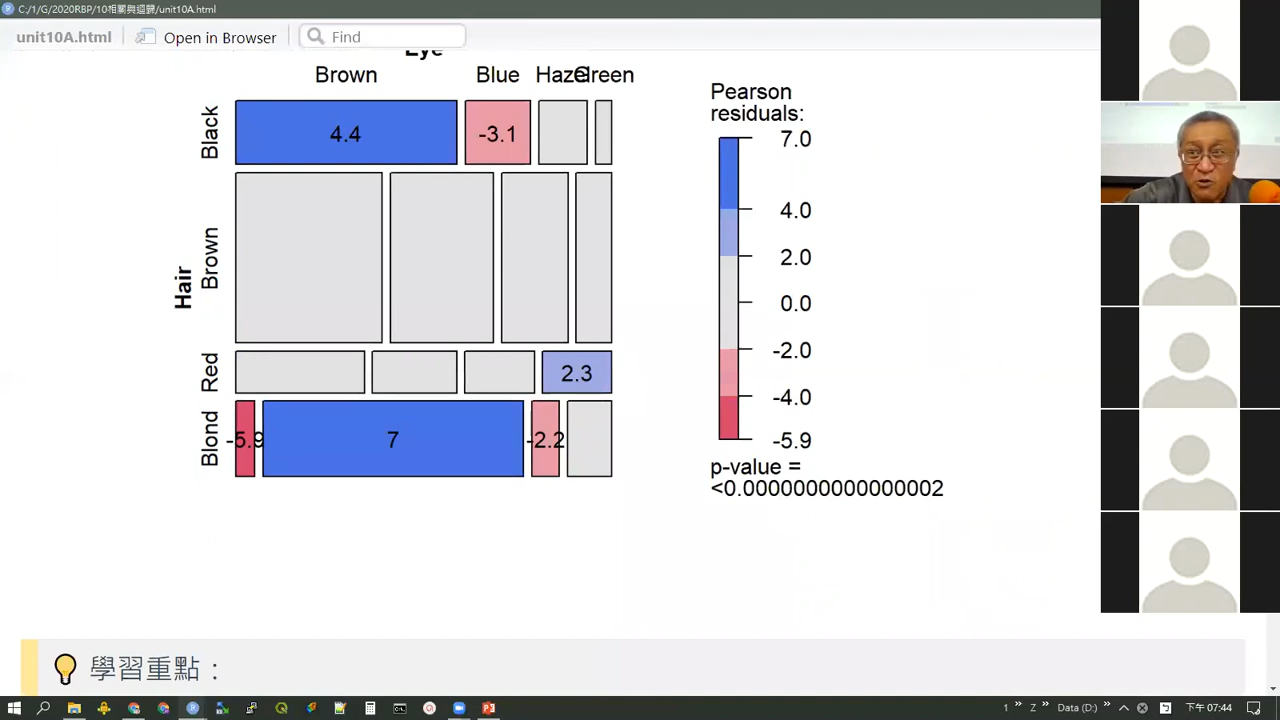 C:/1/G/2020RBP/10相關與迴歸/unit10A.html
unit10A.html
Open in Browser
Find
Eye
Brown
Blue
Hazel
Green
Pearson
residuals:
7.0
4.0
2.0
0.0
-2.0
-4.0
-5.9
p-value =
<0.0000000000000002
Hair
Black
4.4
-3.1
Brown
Red
2.3
Blond
-5.9
7
-2.2
學習重點：
1
Z
Data (D:)
下午 07:44